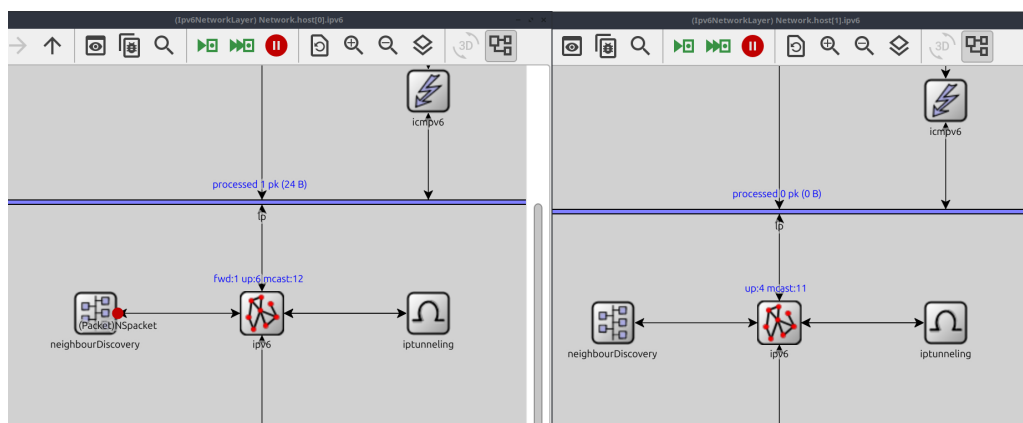 (Ipv6NetworkLayer) Network.host[0].ipv6
3D
icmpv6
processed 1 pk (24 B)
lp
fwd:1 up:6 mcast:12
(Packet)NSpacket
neighbourDiscovery
ipv6
iptunneling
(Ipv6NetworkLayer) Network.host[1].ipv6
3D
icmpv6
processed 0 pk (0 B)
lp
up:4 mcast:11
neighbourDiscovery
ipv6
iptunneling